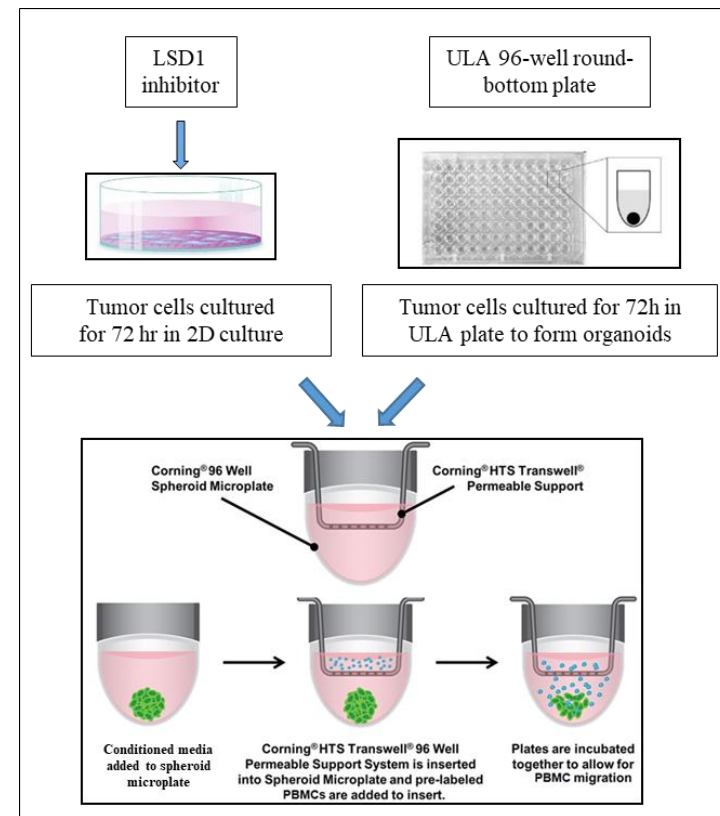 LSD1
inhibitor
ULA 96-well round-
bottom plate
Tumor cells cultured
for 72 hr in 2D culture
Tumor cells cultured for 72h in
ULA plate to form organoids
Corning® 96 Well
Spheroid Microplate
Corning® HTS Transwell®
Permeable Support
Conditioned media
added to spheroid
microplate
Corning® HTS Transwell® 96 Well
Permeable Support System is inserted
into Spheroid Microplate and pre-labeled
PBMCs are added to insert.
Plates are incubated
together to allow for
PBMC migration